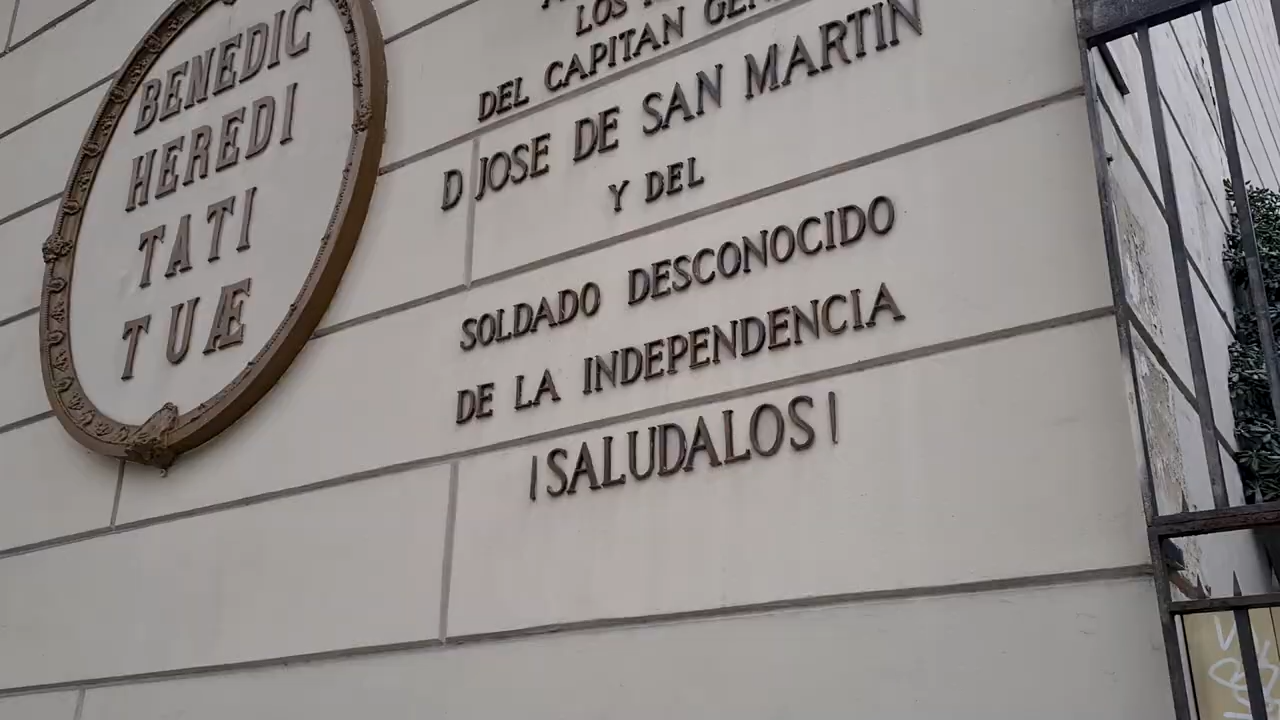 BENEDIC
HEREDI
TATI
TUÆ
LOS
DEL CAPITAN
D JOSE DE SAN MARTIN
Y DEL
SOLDADO DESCONOCIDO
DE LA INDEPENDENCIA
¡SALUDALOS!